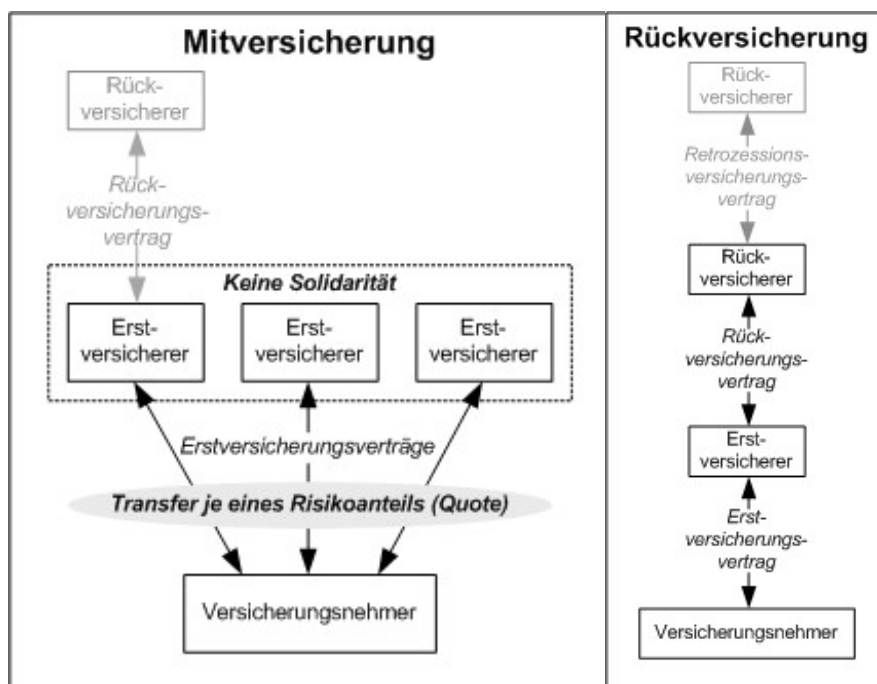 Mitversicherung
Rück-
versicherer
Rück-
versicherungs-
vertrag
Keine Solidarität
Erst-
versicherer
Erst-
versicherer
Erst-
versicherer
Erstversicherungsverträge
Transfer je eines Risikoanteils (Quote)
Versicherungsnehmer
Rückversicherung
Rück-
versicherer
Retrozessions-
versicherungs-
vertrag
Rück-
versicherer
Rück-
versicherungs-
vertrag
Erst-
versicherer
Erst-
versicherungs-
vertrag
Versicherungsnehmer